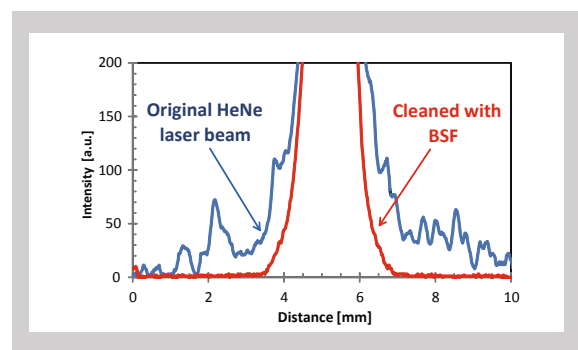 200
150
100
50
0
Intensity [a.u.]
Original HeNe
laser beam
Cleaned with
BSF
0 2 4 6 8 10
Distance [mm]